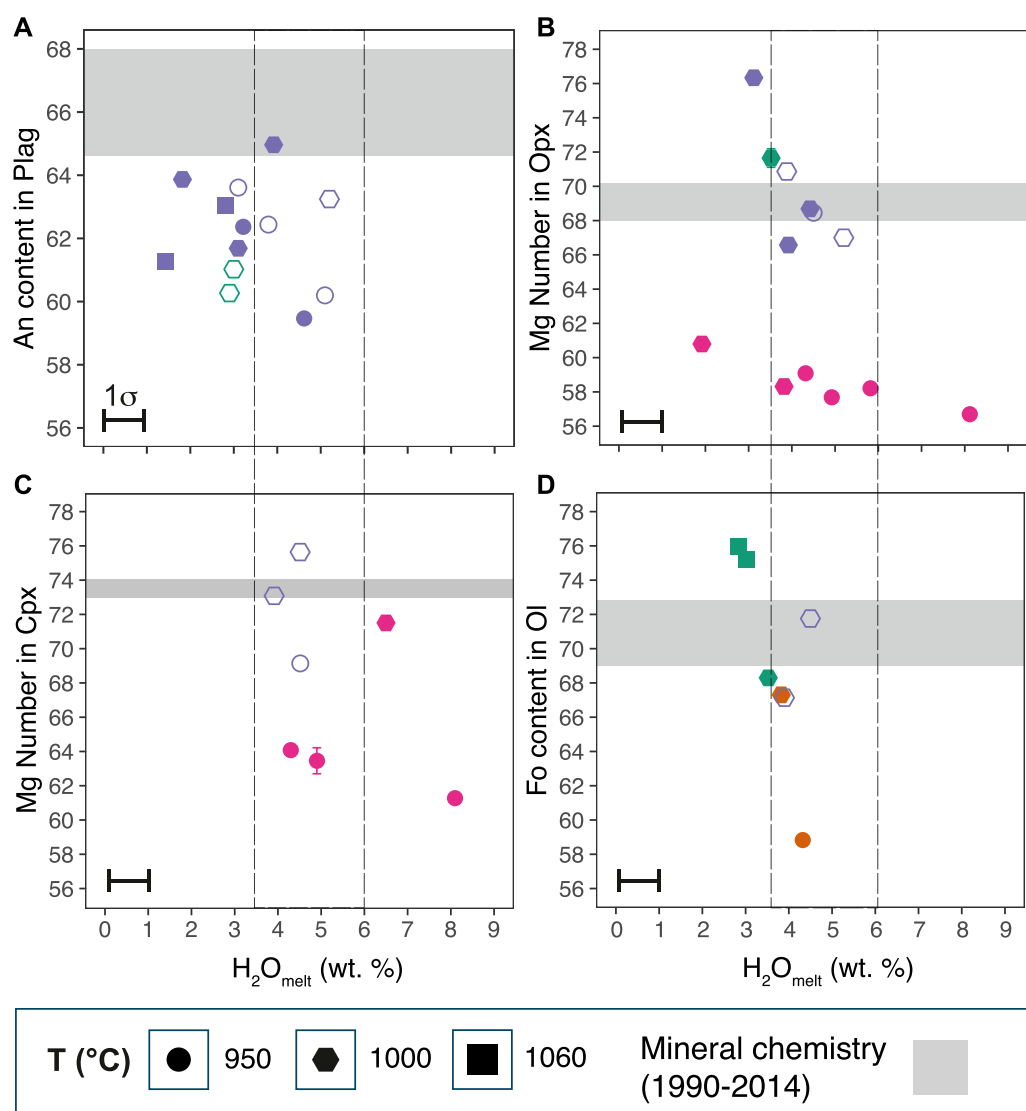 A
An content in Plag
68
66
64
62
60
58
56
1σ
B
Mg Number in Opx
78
76
74
72
70
68
66
64
62
60
58
56
C
Mg Number in Cpx
78
76
74
72
70
68
66
64
62
60
58
56
0 1 2 3 4 5 6 7 8 9
H₂Oₘₑₗₜ (wt. %)
D
Fo content in Ol
78
76
74
72
70
68
66
64
62
60
58
56
0 1 2 3 4 5 6 7 8 9
H₂Oₘₑₗₜ (wt. %)
T (°C) 950 1000 1060
Mineral chemistry
(1990-2014)